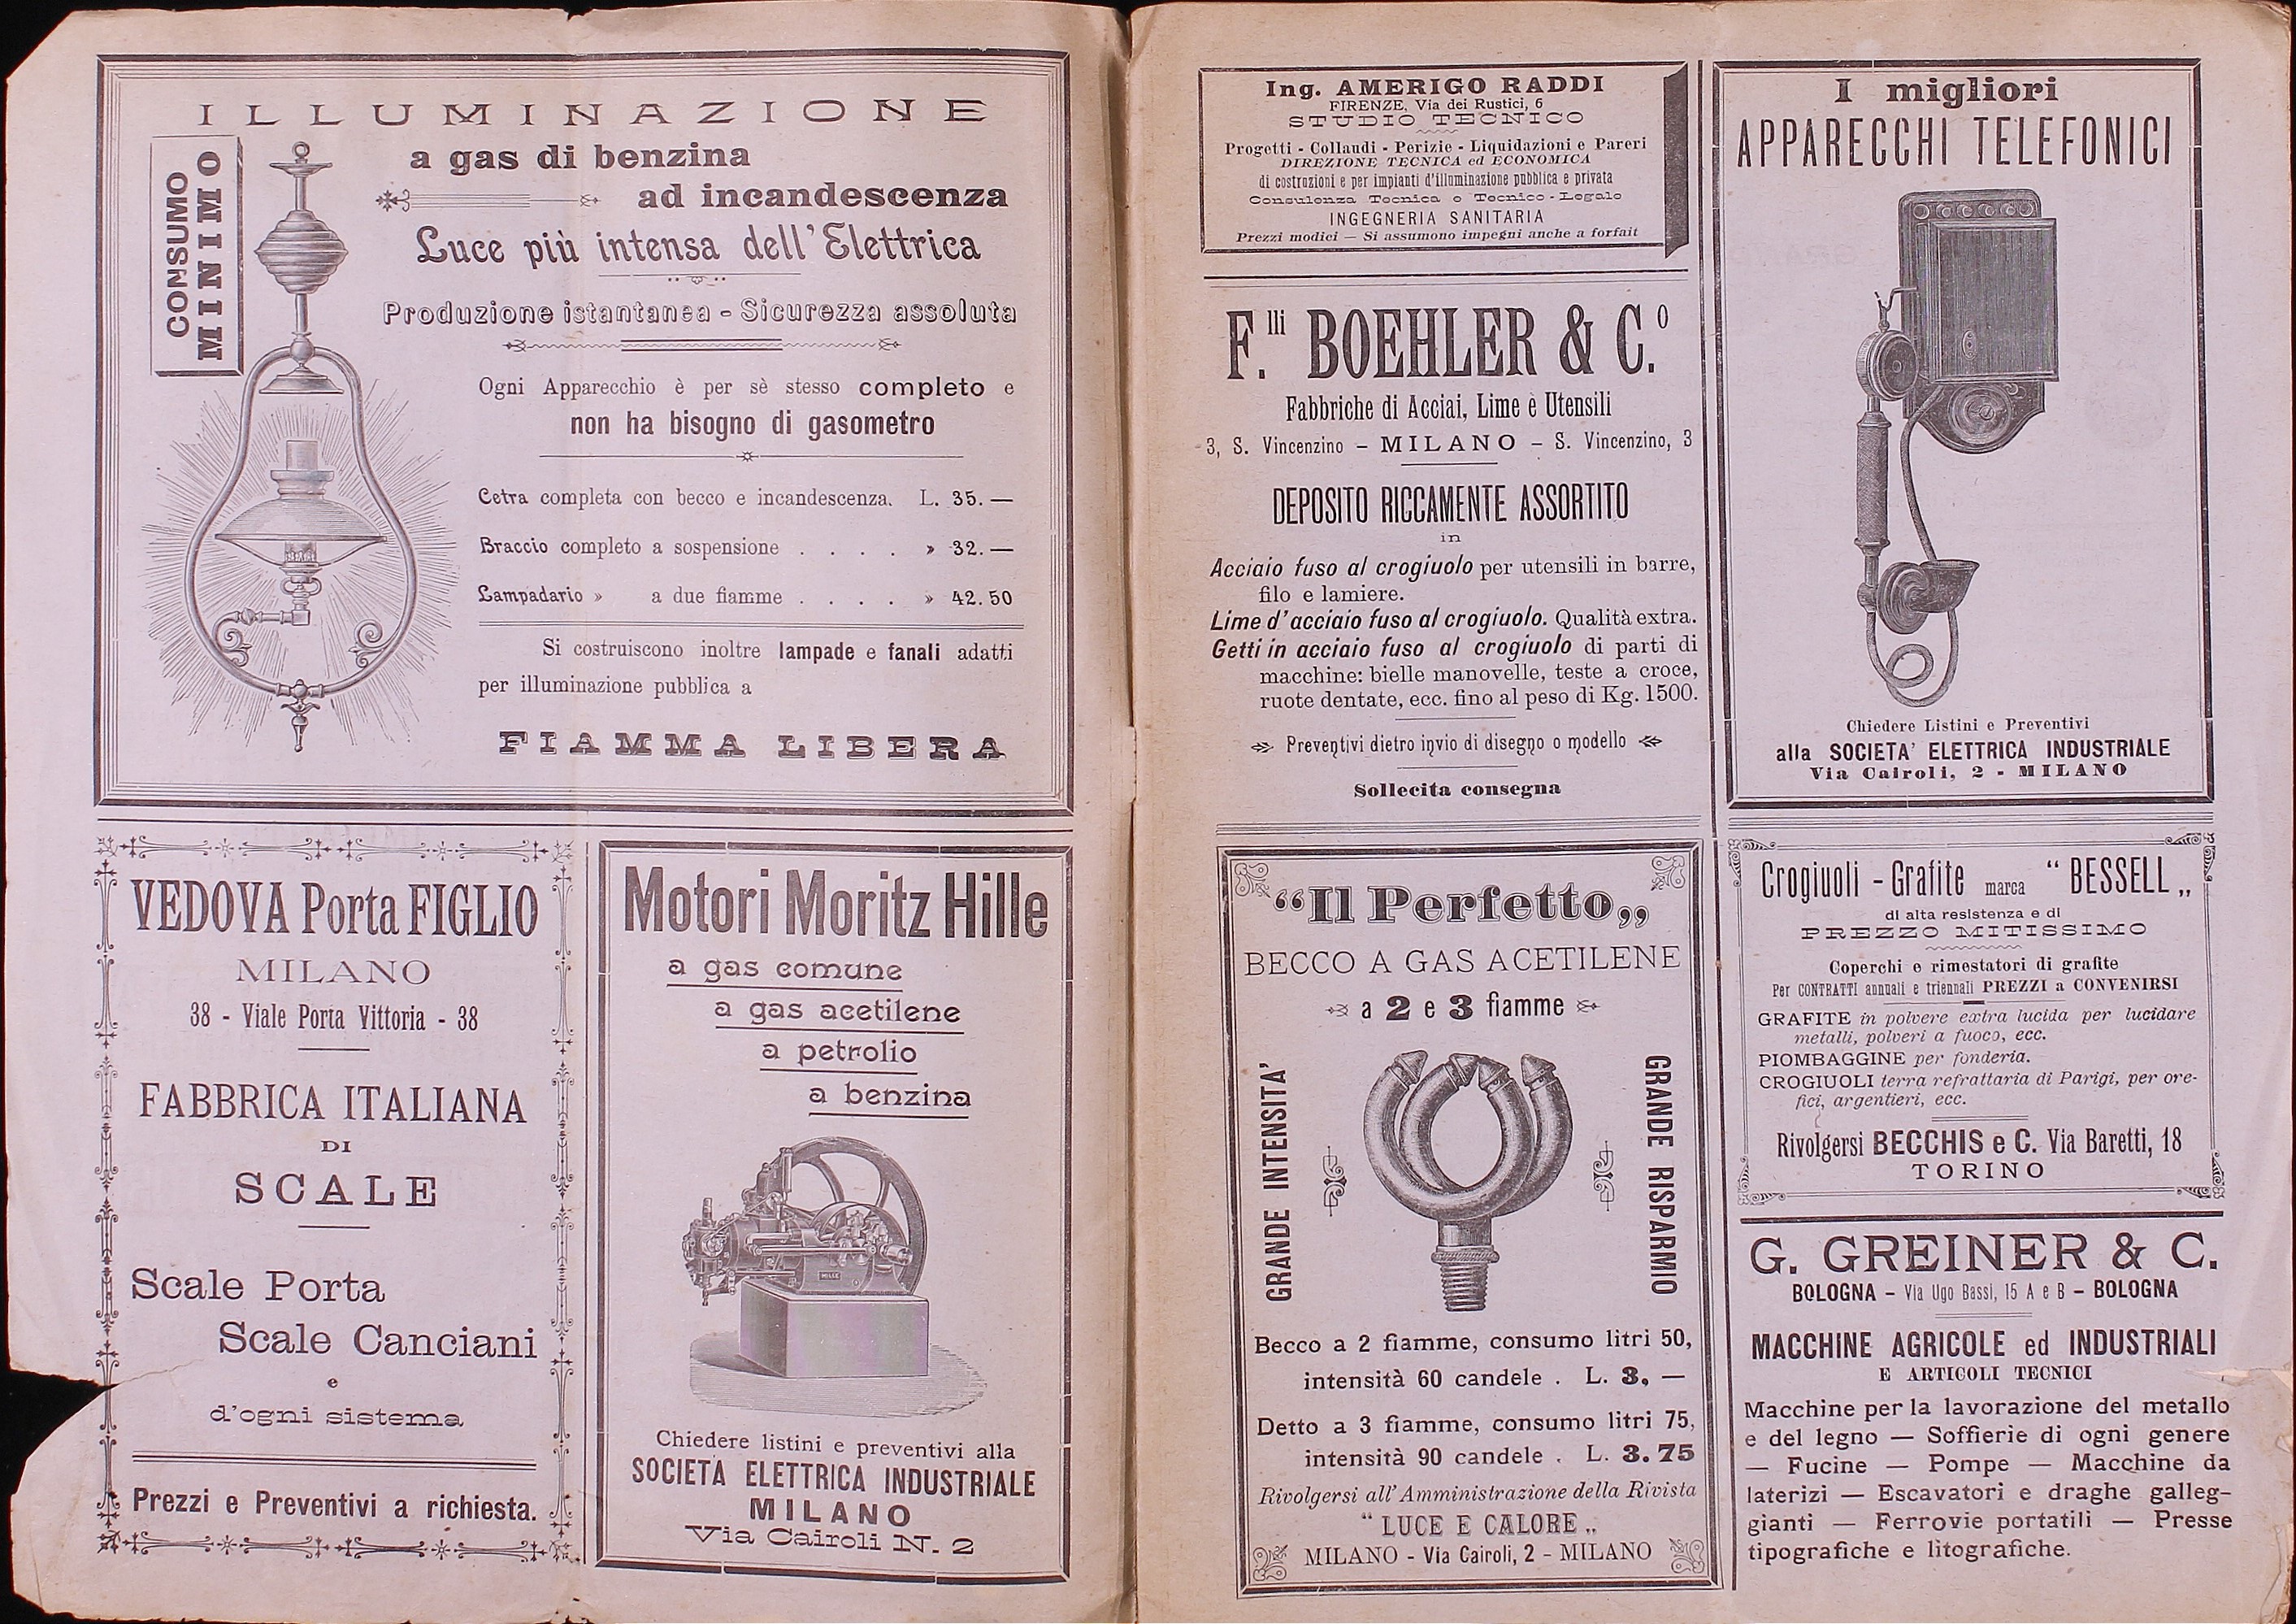 ILLUMINAZIONE
CONSUMO
MINIMO
a gas di benzina
ad incandescenza
Luce più intensa dell'Elettrica
Produzione istantanea - Sicurezza assoluta
Ogni Apparecchio è per sè stesso completo e
non ha bisogno di gasometro
Cetra completa con becco e incandescenza. L. 35. —
Braccio completo a sospensione . . . . » 32. —
Lampadario » a due fiamme . . . . » 42.50
Si costruiscono inoltre lampade e fanali adatti
per illuminazione pubblica a
FIAMMA LIBERA
VEDOVA Porta FIGLIO
MILANO
38 - Viale Porta Vittoria - 38
FABBRICA ITALIANA
DI
SCALE
Scale Porta
Scale Canciani
e
d'ogni sistema
Prezzi e Preventivi a richiesta.
Motori Moritz Hille
a gas comune
a gas acetilene
a petrolio
a benzina
HILLE
Chiedere listini e preventivi alla
SOCIETÀ ELETTRICA INDUSTRIALE
MILANO
Via Cairoli N. 2
Ing. AMERIGO RADDI
FIRENZE, Via dei Rustici, 6
STUDIO TECNICO
Progetti - Collaudi - Perizie - Liquidazioni e Pareri
DIREZIONE TECNICA ed ECONOMICA
di costruzioni e per impianti d'illuminazione pubblica e privata
Consulenza Tecnica e Tecnico-Legale
INGEGNERIA SANITARIA
Prezzi modici — Si assumono impegni anche a forfait
F.lli BOEHLER & C.o
Fabbriche di Acciai, Lime e Utensili
3, S. Vincenzino – MILANO – S. Vincenzino, 3
DEPOSITO RICCAMENTE ASSORTITO
in
Acciaio fuso al crogiuolo per utensili in barre,
filo e lamiere.
Lime d'acciaio fuso al crogiuolo. Qualità extra.
Getti in acciaio fuso al crogiuolo di parti di
macchine: bielle manovelle, teste a croce,
ruote dentate, ecc. fino al peso di Kg. 1500.
Preventivi dietro invio di disegno o modello
Sollecita consegna
"Il Perfetto„
BECCO A GAS ACETILENE
a 2 e 3 fiamme
GRANDE INTENSITA'
GRANDE RISPARMIO
Becco a 2 fiamme, consumo litri 50,
intensità 60 candele . L. 3. —
Detto a 3 fiamme, consumo litri 75,
intensità 90 candele . L. 3.75
Rivolgersi all'Amministrazione della Rivista
"LUCE E CALORE„
MILANO - Via Cairoli, 2 - MILANO
I migliori
APPARECCHI TELEFONICI
Chiedere Listini e Preventivi
alla SOCIETA' ELETTRICA INDUSTRIALE
Via Cairoli, 2 - MILANO
Crogiuoli - Grafite marca "BESSELL„
di alta resistenza e di
PREZZO MITISSIMO
Coperchi e rimestatori di grafite
Per CONTRATTI annuali e triennali PREZZI a CONVENIRSI
GRAFITE in polvere extra lucida per lucidare
metalli, polveri a fuoco, ecc.
PIOMBAGGINE per fonderia.
CROGIUOLI terra refrattaria di Parigi, per ore-
fici, argentieri, ecc.
Rivolgersi BECCHIS e C. Via Baretti, 18
TORINO
G. GREINER & C.
BOLOGNA – Via Ugo Bassi, 15 A e B – BOLOGNA
MACCHINE AGRICOLE ed INDUSTRIALI
E ARTICOLI TECNICI
Macchine per la lavorazione del metallo
e del legno — Soffierie di ogni genere
— Fucine — Pompe — Macchine da
laterizi — Escavatori e draghe galleg-
gianti — Ferrovie portatili — Presse
tipografiche e litografiche.